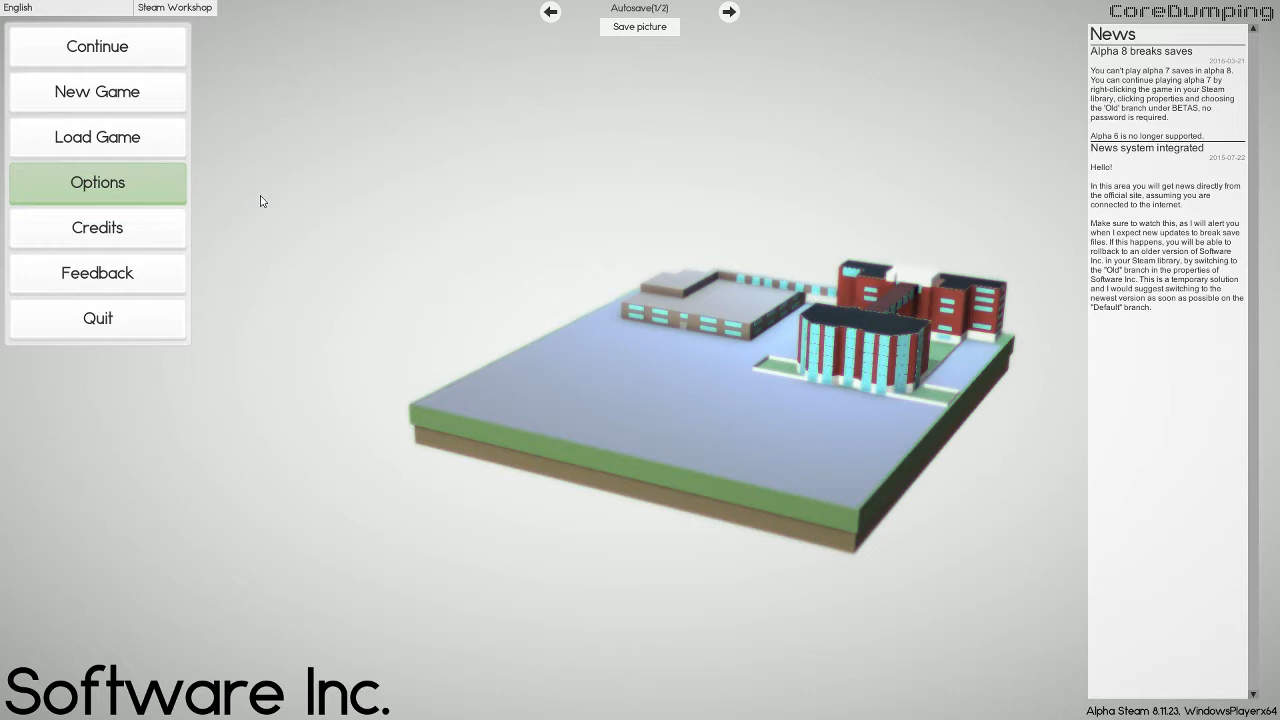 English
Steam Workshop
Autosave(1/2)
Save picture
CoreDumping
Continue
New Game
Load Game
Options
Credits
Feedback
Quit
News
Alpha 8 breaks saves
2016-03-21
You can't play alpha 7 saves in alpha 8.
You can continue playing alpha 7 by
right-clicking the game in your Steam
library, clicking properties and choosing
the 'Old' branch under BETAS, no
password is required.
Alpha 6 is no longer supported.
News system integrated
2015-07-22
Hello!
In this area you will get news directly from
the official site, assuming you are
connected to the internet.
Make sure to watch this, as I will alert you
when I expect new updates to break save
files. If this happens, you will be able to
rollback to an older version of Software
Inc. in your Steam library, by switching to
the "Old" branch in the properties of
Software Inc. This is a temporary solution
and I would suggest switching to the
newest version as soon as possible on the
"Default" branch.
Software Inc.
Alpha Steam 8.11.23, WindowsPlayerx64